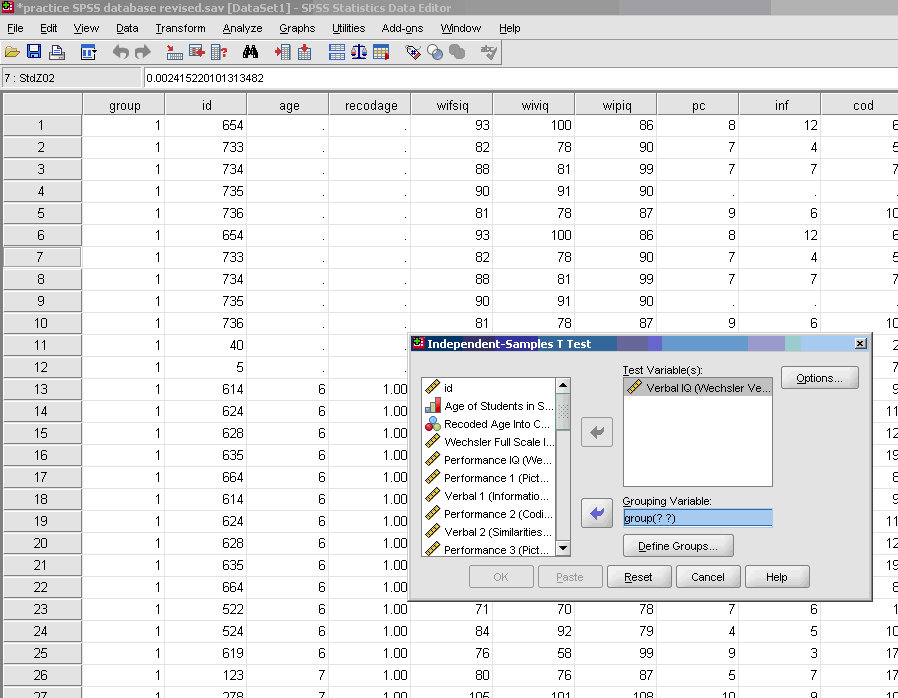 *practice SPSS database revised.sav [DataSet1] - SPSS Statistics Data Editor
File Edit View Data Transform Analyze Graphs Utilities Add-ons Window Help
7 : StdZ02 0.002415220101313482
group id age recodage wifsiq wiviq wipiq pc inf cod
1 1 654 . . 93 100 86 8 12 6
2 1 733 . . 82 78 90 7 4 5
3 1 734 . . 88 81 99 7 7 7
4 1 735 . . 90 91 90 . .
5 1 736 . . 81 78 87 9 6 10
6 1 654 . . 93 100 86 8 12 6
7 1 733 . . 82 78 90 7 4 5
8 1 734 . . 88 81 99 7 7 7
9 1 735 . . 90 91 90 . .
10 1 736 . . 81 78 87 9 6 10
11 1 40 . . 2
12 1 5 . . 7
13 1 614 6 1.00 9
14 1 624 6 1.00 11
15 1 628 6 1.00 12
16 1 635 6 1.00 19
17 1 664 6 1.00 8
18 1 614 6 1.00 9
19 1 624 6 1.00 11
20 1 628 6 1.00 12
21 1 635 6 1.00 19
22 1 664 6 1.00 8
23 1 522 6 1.00 71 70 78 7 6 1
24 1 524 6 1.00 84 92 79 4 5 10
25 1 619 6 1.00 76 58 99 9 3 17
26 1 123 7 1.00 80 76 87 5 7
27 1 278 7 1.00 105 101 108 10 9 10
Independent-Samples T Test
id
Age of Students in S...
Recoded Age Into C...
Wechsler Full Scale I...
Performance IQ (We...
Performance 1 (Pict...
Verbal 1 (Informatio...
Performance 2 (Codi...
Verbal 2 (Similarities...
Performance 3 (Pict...
Test Variable(s):
Verbal IQ (Wechsler Ve...
Options...
Grouping Variable:
group(? ?)
Define Groups...
OK Paste Reset Cancel Help